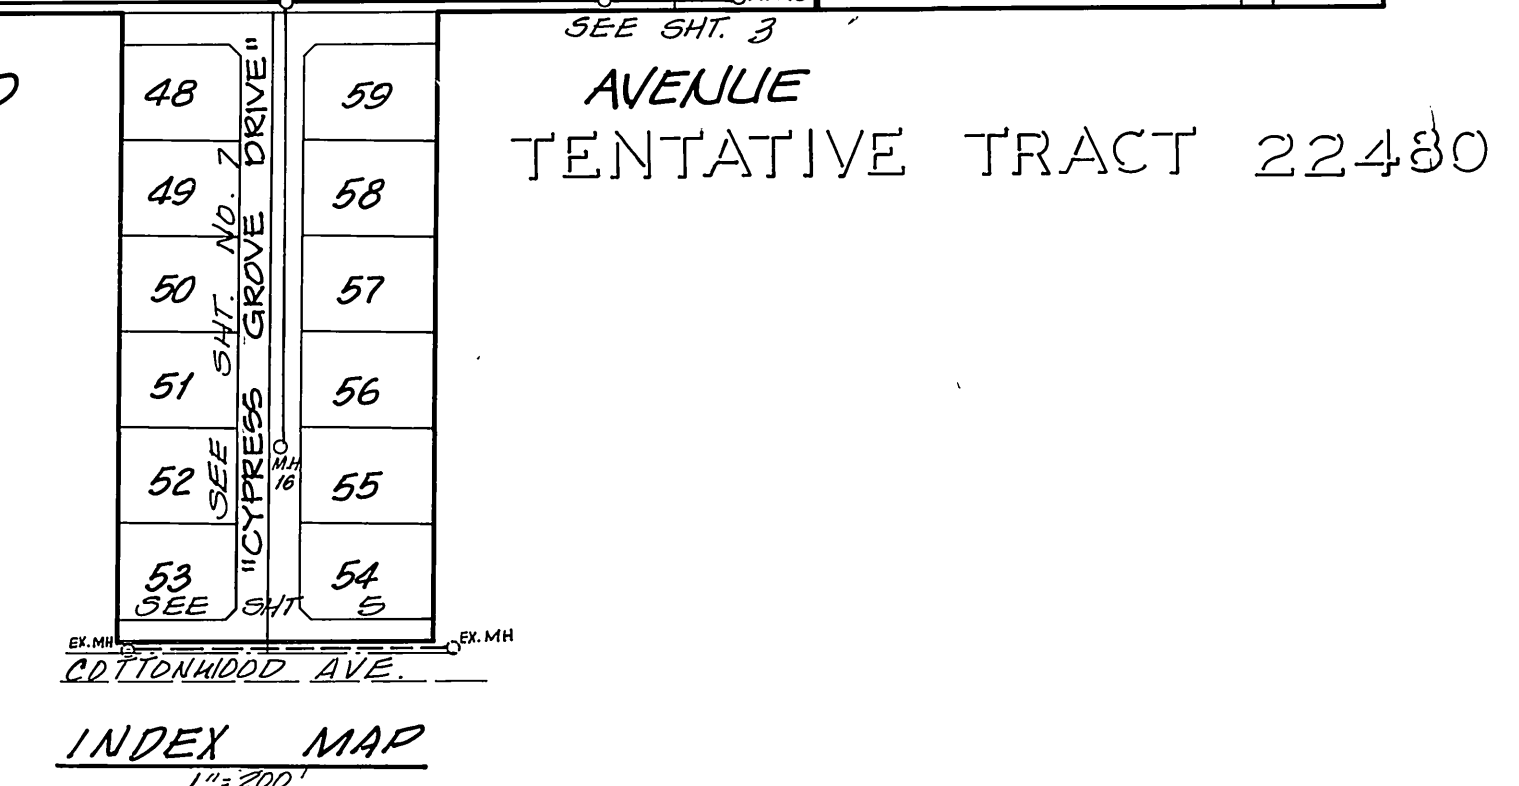 SEE SHT. 3
AVENUE
TENTATIVE TRACT 22480
48
59
49
58
50
57
51
56
52
55
53
54
SEE SHT. NO. 7
"CYPRESS GROVE DRIVE"
M.H.
16
SEE SHT 5
EX. MH
EX. MH
COTTONWOOD AVE.
INDEX MAP
1"=200'